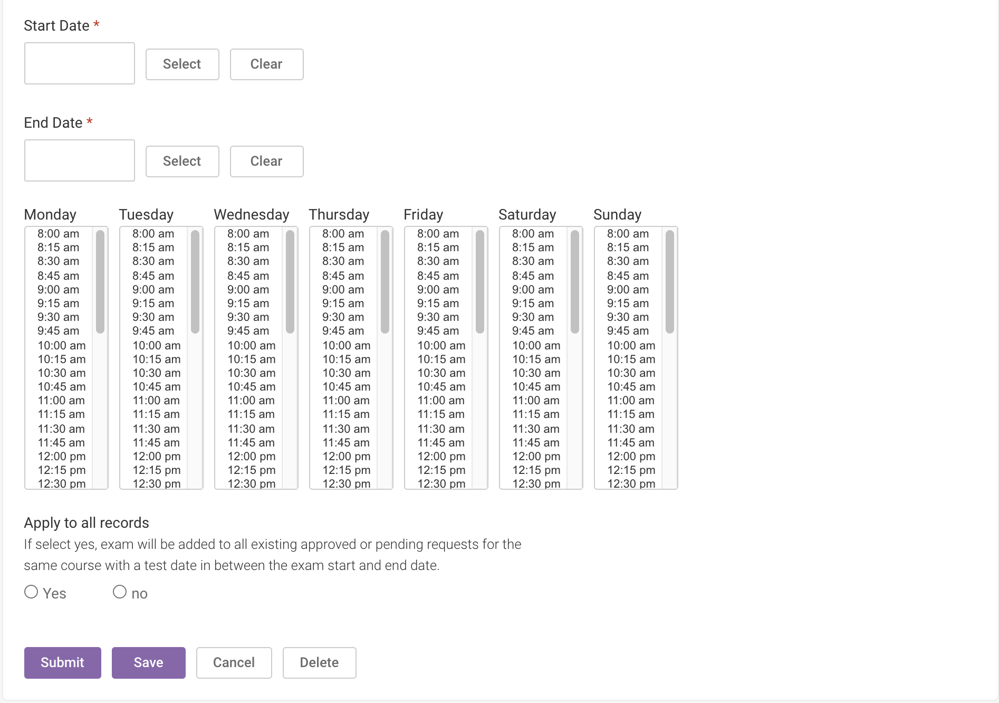 Start Date *
Select Clear
End Date *
Select Clear
Monday Tuesday Wednesday Thursday Friday Saturday Sunday
8:00 am 8:00 am 8:00 am 8:00 am 8:00 am 8:00 am 8:00 am
8:15 am 8:15 am 8:15 am 8:15 am 8:15 am 8:15 am 8:15 am
8:30 am 8:30 am 8:30 am 8:30 am 8:30 am 8:30 am 8:30 am
8:45 am 8:45 am 8:45 am 8:45 am 8:45 am 8:45 am 8:45 am
9:00 am 9:00 am 9:00 am 9:00 am 9:00 am 9:00 am 9:00 am
9:15 am 9:15 am 9:15 am 9:15 am 9:15 am 9:15 am 9:15 am
9:30 am 9:30 am 9:30 am 9:30 am 9:30 am 9:30 am 9:30 am
9:45 am 9:45 am 9:45 am 9:45 am 9:45 am 9:45 am 9:45 am
10:00 am 10:00 am 10:00 am 10:00 am 10:00 am 10:00 am 10:00 am
10:15 am 10:15 am 10:15 am 10:15 am 10:15 am 10:15 am 10:15 am
10:30 am 10:30 am 10:30 am 10:30 am 10:30 am 10:30 am 10:30 am
10:45 am 10:45 am 10:45 am 10:45 am 10:45 am 10:45 am 10:45 am
11:00 am 11:00 am 11:00 am 11:00 am 11:00 am 11:00 am 11:00 am
11:15 am 11:15 am 11:15 am 11:15 am 11:15 am 11:15 am 11:15 am
11:30 am 11:30 am 11:30 am 11:30 am 11:30 am 11:30 am 11:30 am
11:45 am 11:45 am 11:45 am 11:45 am 11:45 am 11:45 am 11:45 am
12:00 pm 12:00 pm 12:00 pm 12:00 pm 12:00 pm 12:00 pm 12:00 pm
12:15 pm 12:15 pm 12:15 pm 12:15 pm 12:15 pm 12:15 pm 12:15 pm
12:30 pm 12:30 pm 12:30 pm 12:30 pm 12:30 pm 12:30 pm 12:30 pm
Apply to all records
If select yes, exam will be added to all existing approved or pending requests for the
same course with a test date in between the exam start and end date.
Yes no
Submit Save Cancel Delete